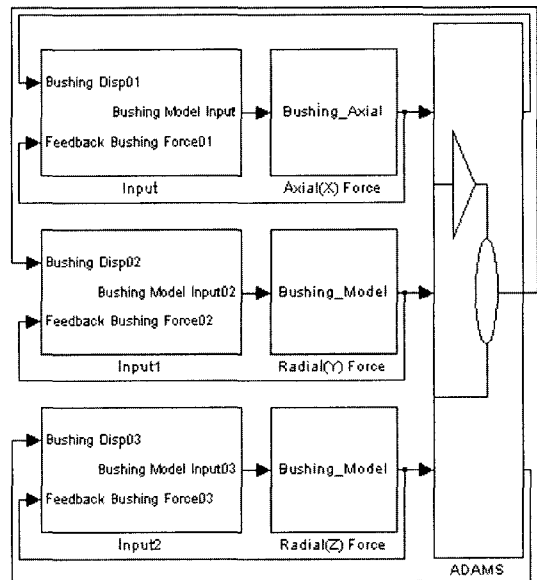 Bushing Disp01
Bushing Model Input
Feedback Bushing Force01
Input
Bushing_Axial
Axial(X) Force
Bushing Disp02
Bushing Model Input02
Feedback Bushing Force02
Input1
Bushing_Model
Radial(Y) Force
Bushing Disp03
Bushing Model Input03
Feedback Bushing Force03
Input2
Bushing_Model
Radial(Z) Force
ADAMS